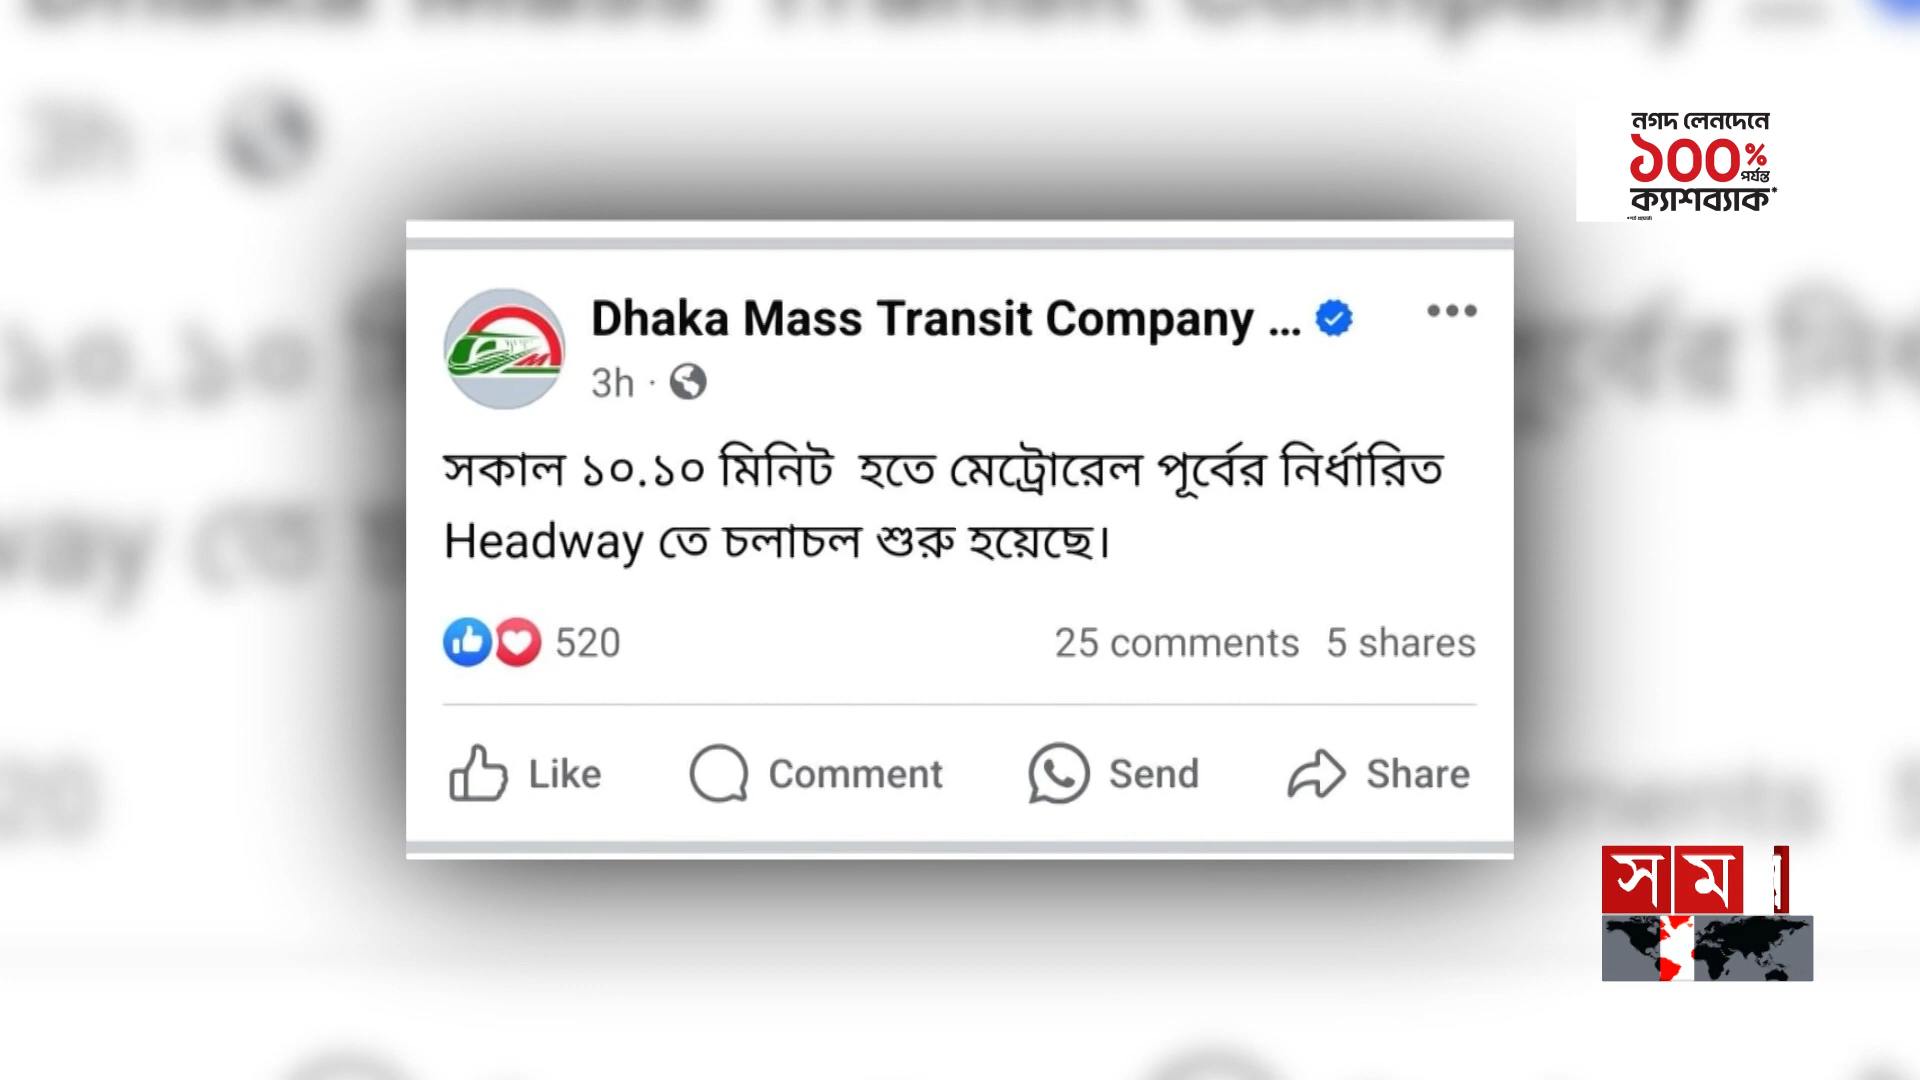 Dhaka Mass Transit Company ...
3h ·
সকাল ১০.১০ মিনিট হতে মেট্রোরেল পূর্বের নির্ধারিত
Headway তে চলাচল শুরু হয়েছে।
520
25 comments 5 shares
Like Comment Send Share
নগদ লেনদেনে
১০০%
পর্যন্ত
ক্যাশব্যাক*
সম